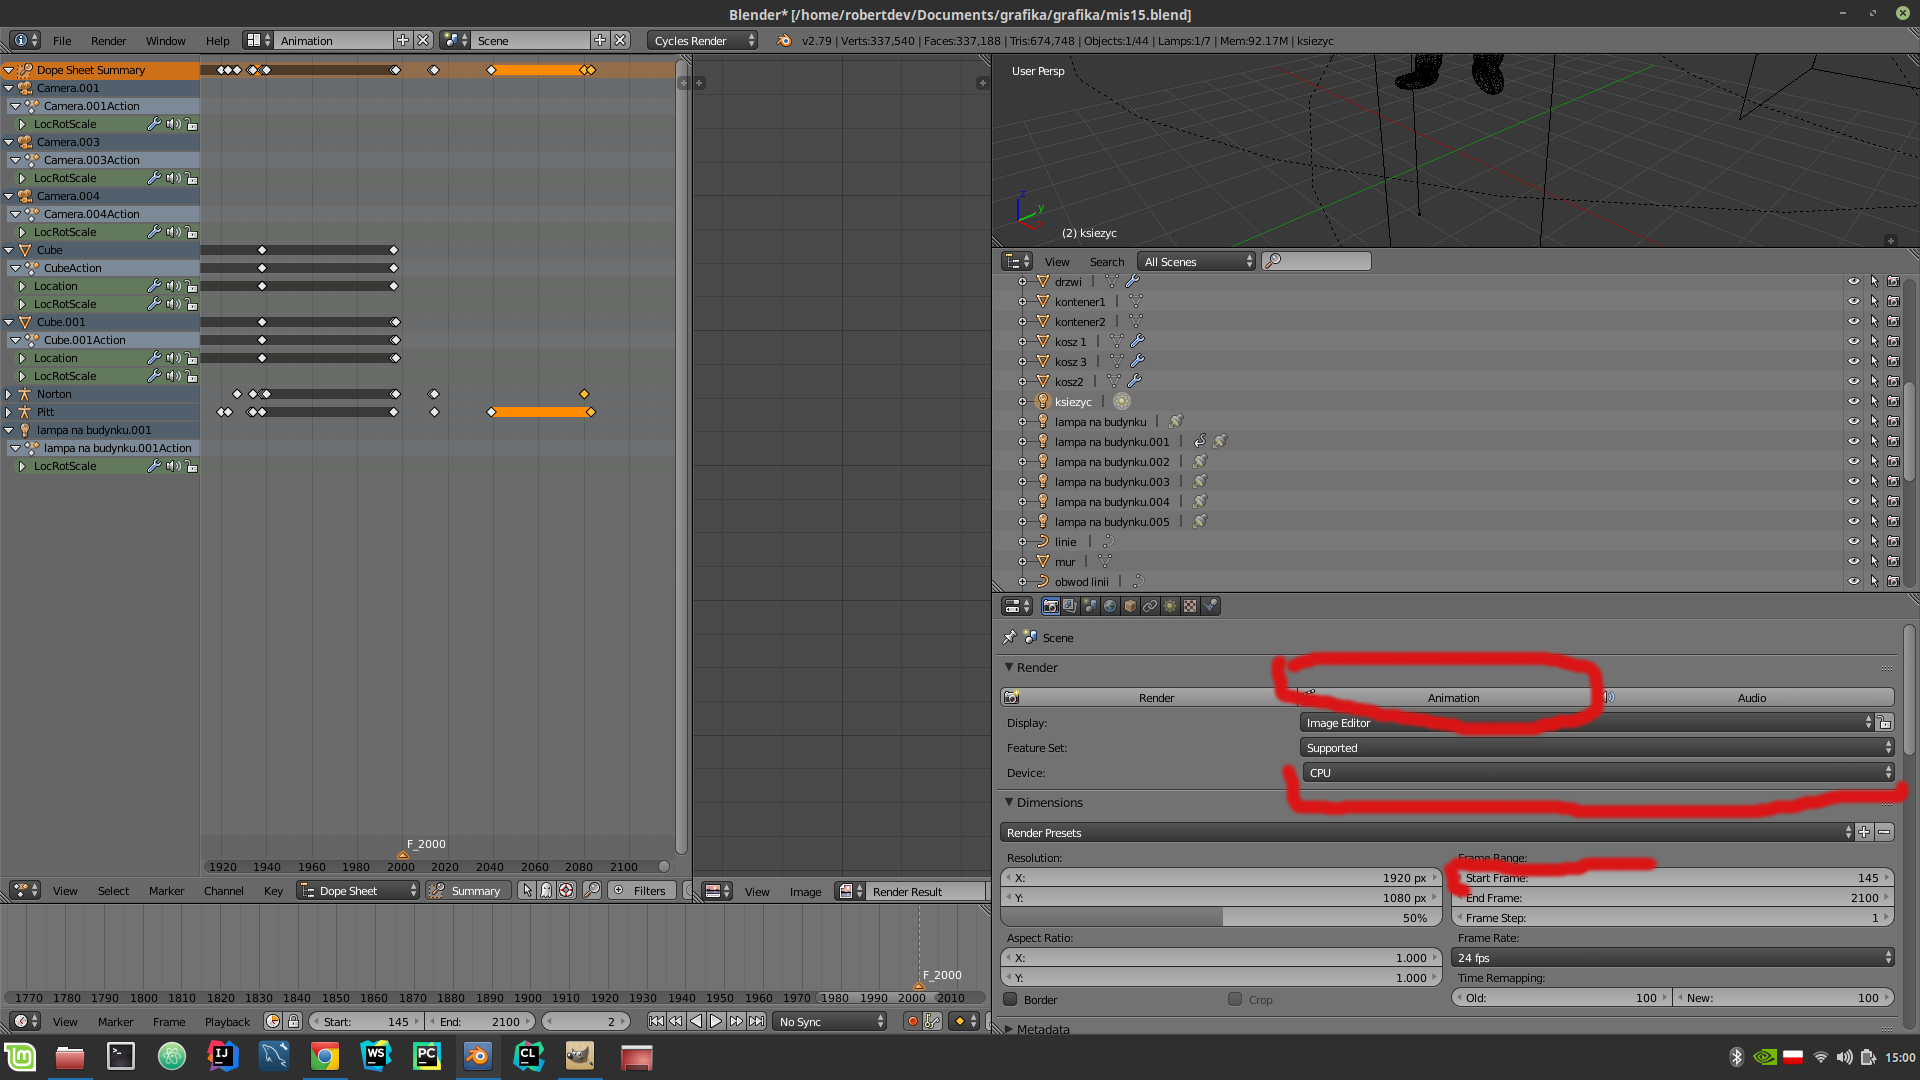 Blender* [/home/robertdev/Documents/grafika/grafika/mis15.blend]
File Render Window Help Animation Scene Cycles Render v2.79 | Verts:337,540 | Faces:337,188 | Tris:674,748 | Objects:1/44 | Lamps:1/7 | Mem:92.17M | ksiezyc
Dope Sheet Summary
Camera.001
Camera.001Action
LocRotScale
Camera.003
Camera.003Action
LocRotScale
Camera.004
Camera.004Action
LocRotScale
Cube
CubeAction
Location
LocRotScale
Cube.001
Cube.001Action
Location
LocRotScale
Norton
Pitt
lampa na budynku.001
lampa na budynku.001Action
LocRotScale
F_2000
1920 1940 1960 1980 2000 2020 2040 2060 2080 2100
View Select Marker Channel Key Dope Sheet Summary Filters
View Image Render Result
F_2000
1770 1780 1790 1800 1810 1820 1830 1840 1850 1860 1870 1880 1890 1900 1910 1920 1930 1940 1950 1960 1970 1980 1990 2000 2010
View Marker Frame Playback Start: 145 End: 2100 2 No Sync
User Persp
z
y
(2) ksiezyc
View Search All Scenes
drzwi
kontener1
kontener2
kosz 1
kosz 3
kosz2
ksiezyc
lampa na budynku
lampa na budynku.001
lampa na budynku.002
lampa na budynku.003
lampa na budynku.004
lampa na budynku.005
linie
mur
obwod linii
Scene
Render
Render Animation Audio
Display: Image Editor
Feature Set: Supported
Device: CPU
Dimensions
Render Presets
Resolution:
X: 1920 px
Y: 1080 px
50%
Aspect Ratio:
X: 1.000
Y: 1.000
Border Crop
Frame Range:
Start Frame: 145
End Frame: 2100
Frame Step: 1
Frame Rate:
24 fps
Time Remapping:
Old: 100 New: 100
Metadata
IJ WS PC CL
15:00